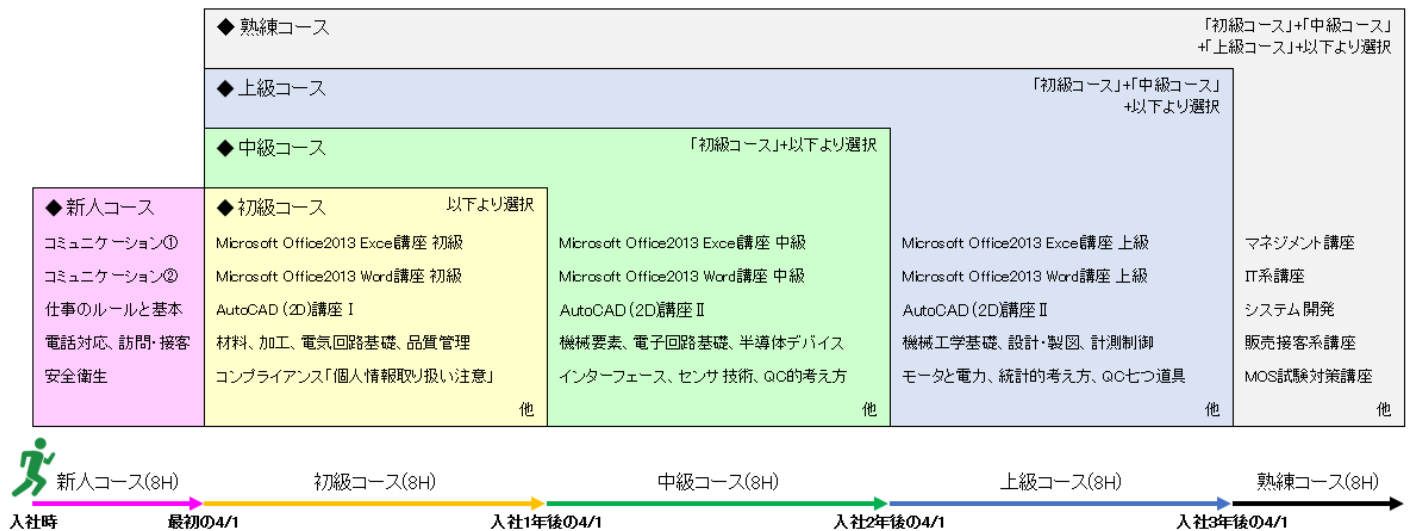 ◆ 熟練コース
「初級コース」+「中級コース」
+「上級コース」+以下より選択
◆ 上級コース
「初級コース」+「中級コース」
+以下より選択
◆ 中級コース
「初級コース」+以下より選択
◆ 新人コース
コミュニケーション①
コミュニケーション②
仕事のルールと基本
電話対応、訪問・接客
安全衛生
◆ 初級コース
以下より選択
Microsoft Office2013 Excel講座 初級
Microsoft Office2013 Word講座 初級
AutoCAD (2D)講座 Ⅰ
材料、加工、電気回路基礎、品質管理
コンプライアンス「個人情報取り扱い注意」
他
Microsoft Office2013 Excel講座 中級
Microsoft Office2013 Word講座 中級
AutoCAD (2D)講座 Ⅱ
機械要素、電子回路基礎、半導体デバイス
インターフェース、センサ技術、QC的考え方
他
Microsoft Office2013 Excel講座 上級
Microsoft Office2013 Word講座 上級
AutoCAD (2D)講座 Ⅱ
機械工学基礎、設計・製図、計測制御
モータと電力、統計的考え方、QC七つ道具
他
マネジメント講座
IT系講座
システム開発
販売接客系講座
MOS試験対策講座
他
新人コース(8H)
初級コース(8H)
中級コース(8H)
上級コース(8H)
熟練コース(8H)
入社時
最初の4/1
入社1年後の4/1
入社2年後の4/1
入社3年後の4/1